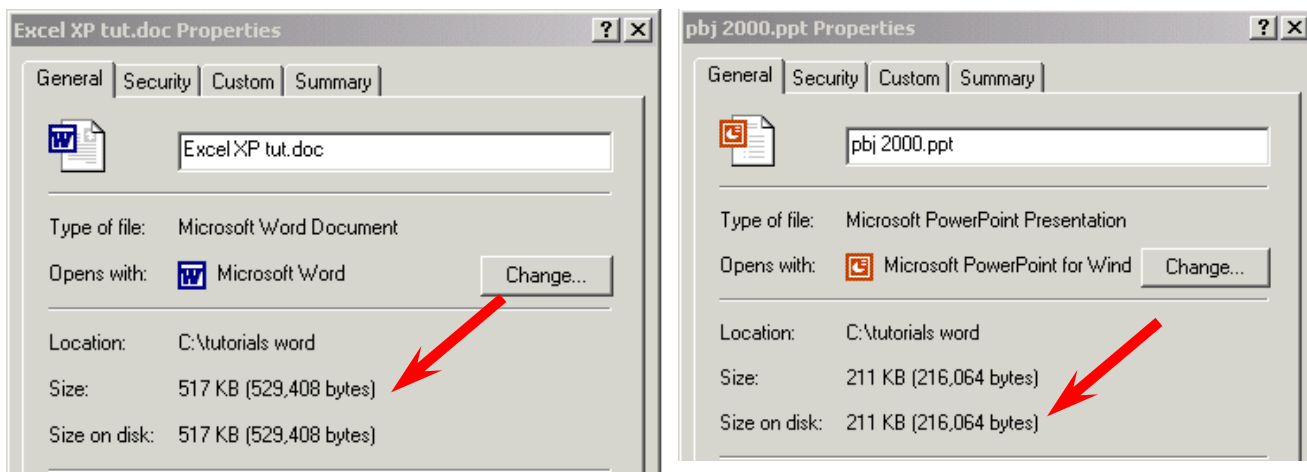 Excel XP tut.doc Properties
General Security Custom Summary
Excel XP tut.doc
Type of file: Microsoft Word Document
Opens with: Microsoft Word Change...
Location: C:\tutorials word
Size: 517 KB (529,408 bytes)
Size on disk: 517 KB (529,408 bytes)
pbj 2000.ppt Properties
General Security Custom Summary
pbj 2000.ppt
Type of file: Microsoft PowerPoint Presentation
Opens with: Microsoft PowerPoint for Wind Change...
Location: C:\tutorials word
Size: 211 KB (216,064 bytes)
Size on disk: 211 KB (216,064 bytes)